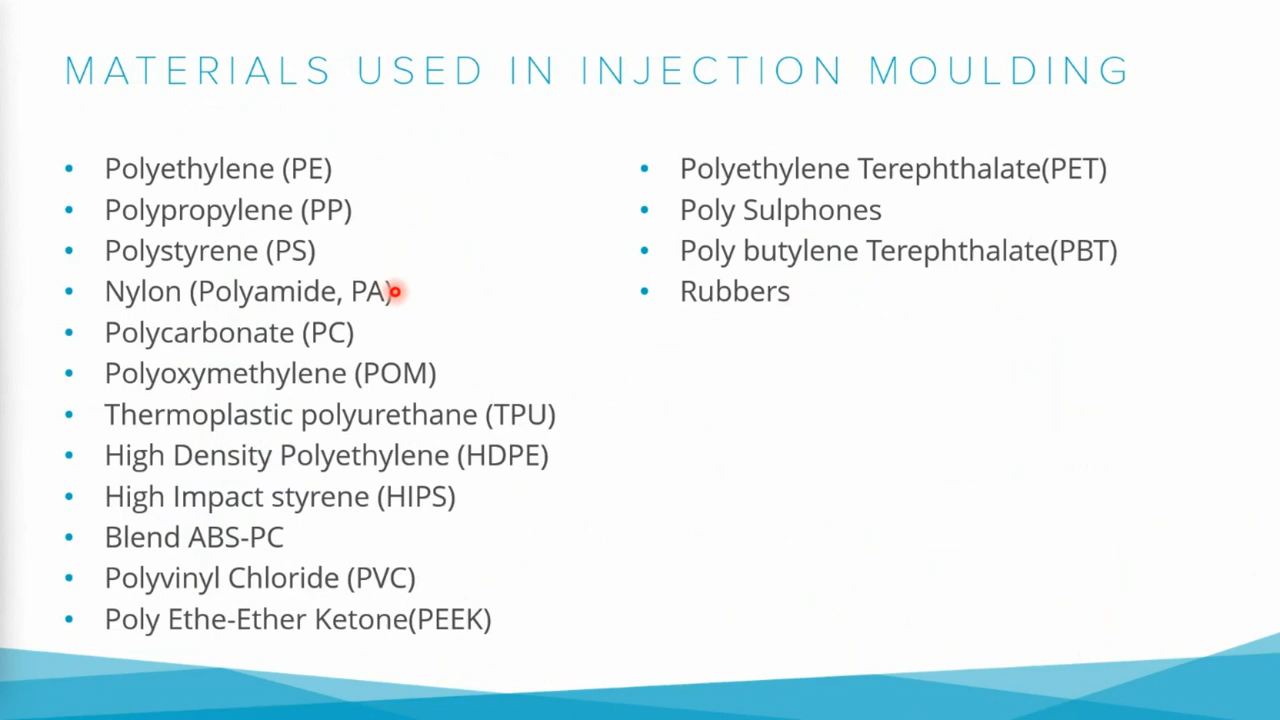 MATERIALS USED IN INJECTION MOULDING
• Polyethylene (PE)
• Polypropylene (PP)
• Polystyrene (PS)
• Nylon (Polyamide, PA)
• Polycarbonate (PC)
• Polyoxymethylene (POM)
• Thermoplastic polyurethane (TPU)
• High Density Polyethylene (HDPE)
• High Impact styrene (HIPS)
• Blend ABS-PC
• Polyvinyl Chloride (PVC)
• Poly Ethe-Ether Ketone(PEEK)
• Polyethylene Terephthalate(PET)
• Poly Sulphones
• Poly butylene Terephthalate(PBT)
• Rubbers